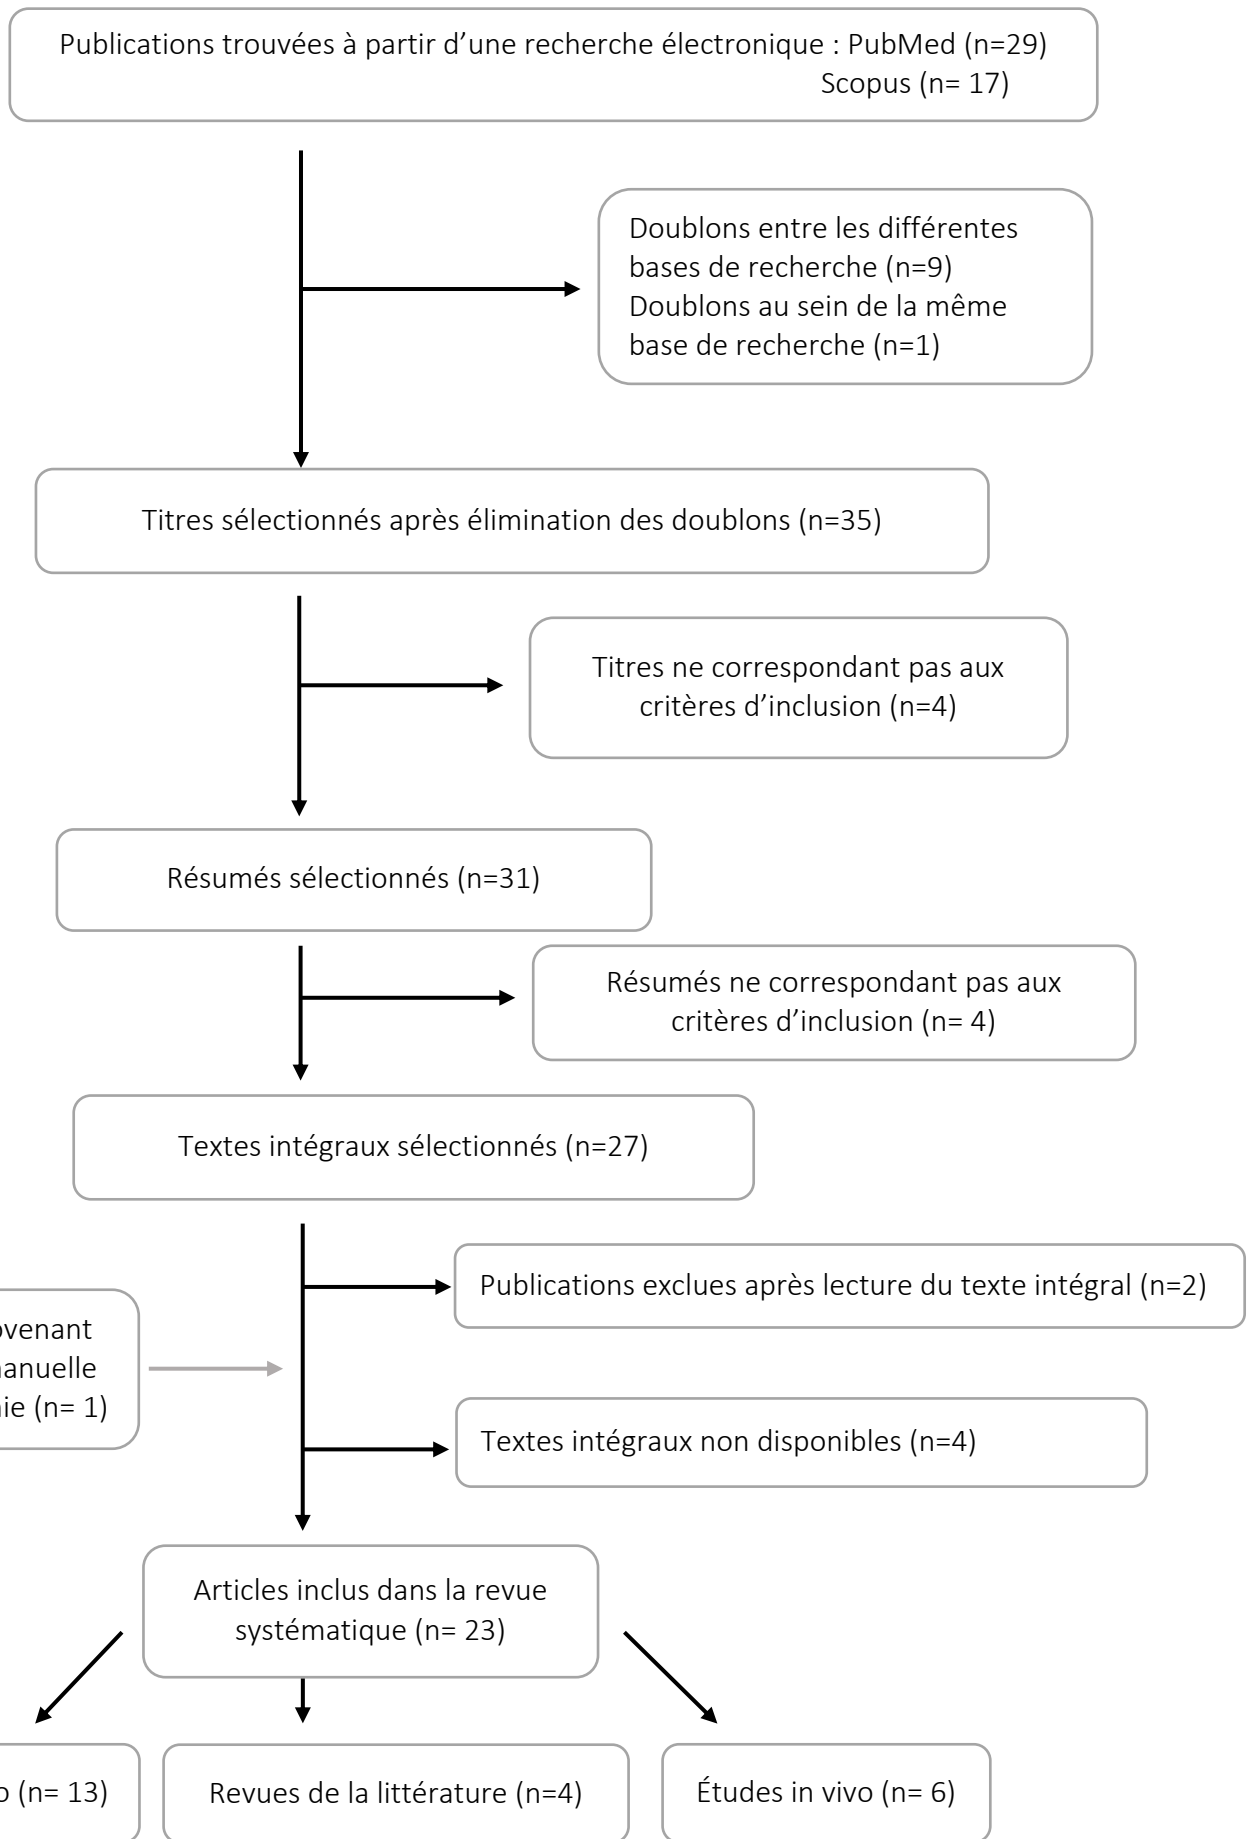 Publications trouvées à partir d’une recherche électronique : PubMed (n=29)
Scopus (n= 17)
Doublons entre les différentes
bases de recherche (n=9)
Doublons au sein de la même
base de recherche (n=1)
Titres sélectionnés après élimination des doublons (n=35)
Titres ne correspondant pas aux
critères d’inclusion (n=4)
Résumés sélectionnés (n=31)
Résumés ne correspondant pas aux
critères d’inclusion (n= 4)
Textes intégraux sélectionnés (n=27)
Publications exclues après lecture du texte intégral (n=2)
(n= 1)
Textes intégraux non disponibles (n=4)
Articles inclus dans la revue
systématique (n= 23)
(n= 13)
Revues de la littérature (n=4)
Études in vivo (n= 6)